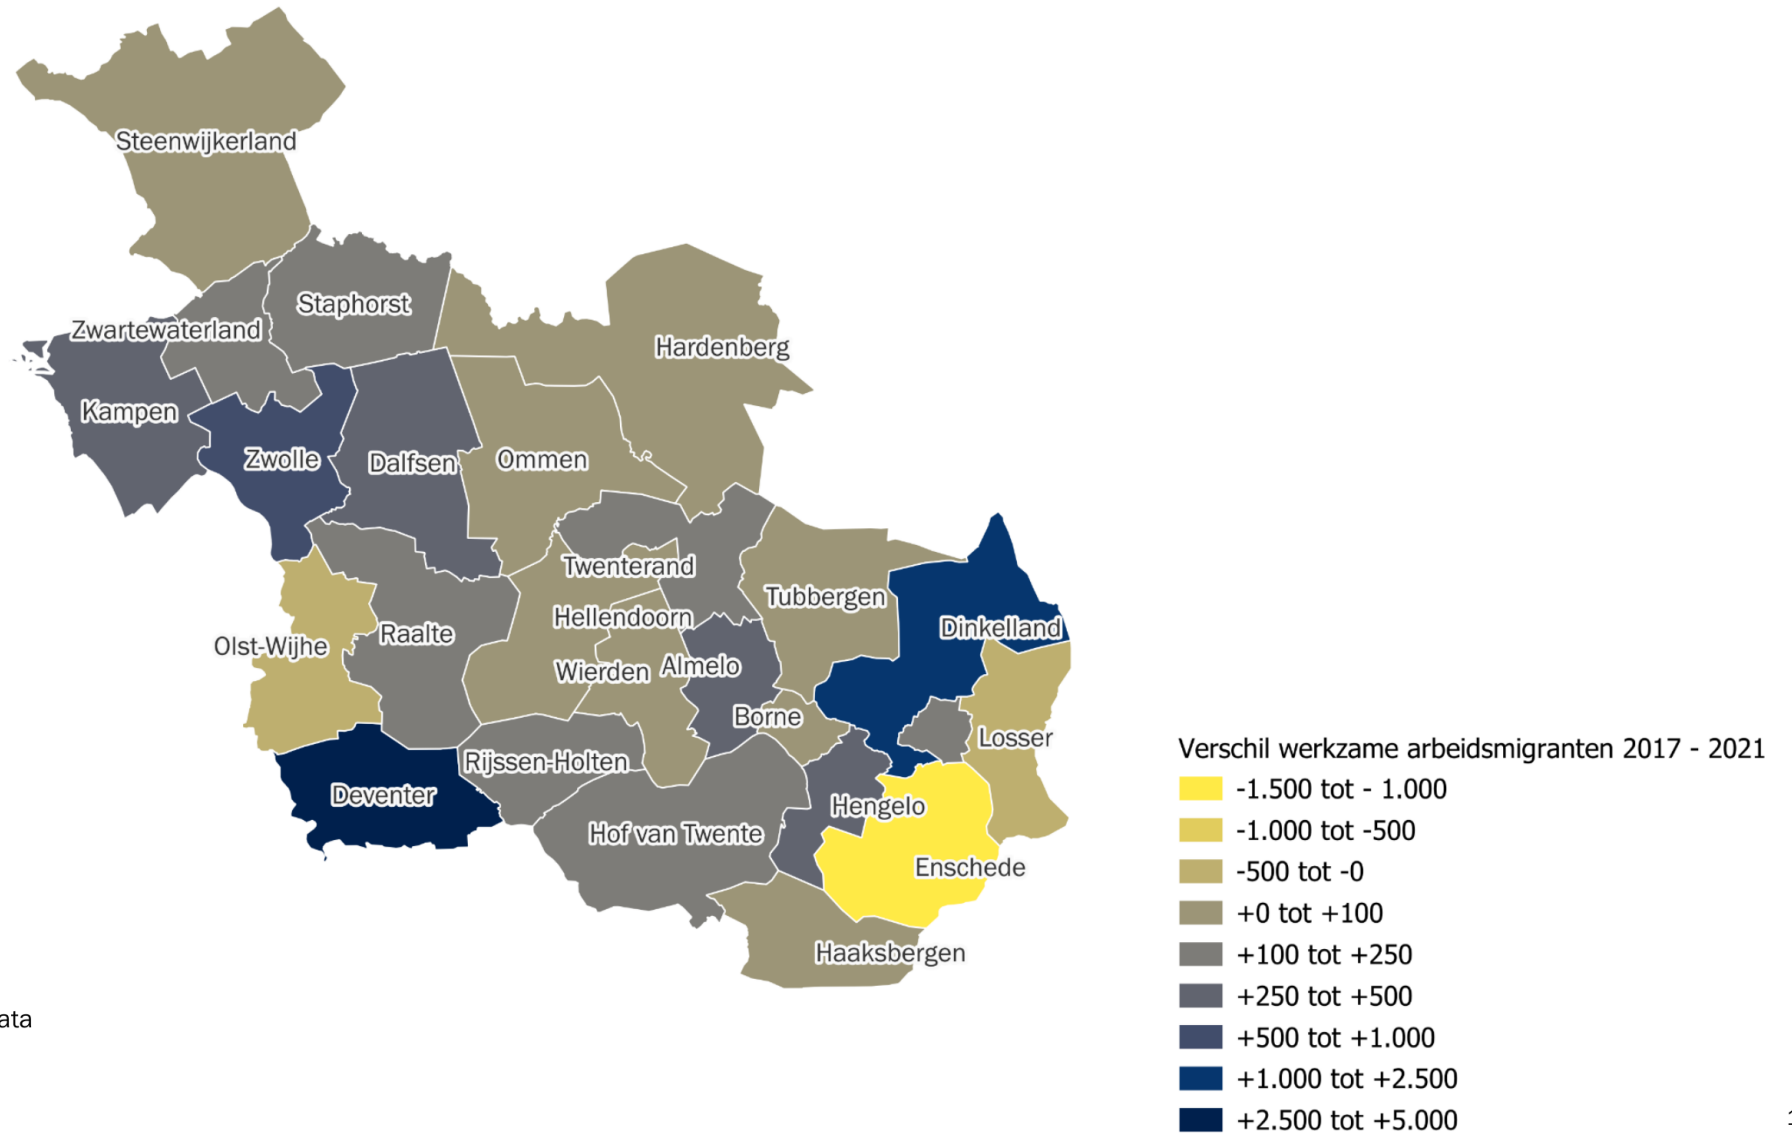 Steenwijkerland
Staphorst
Zwartewaterland
Hardenberg
Kampen
Zwolle
Dalfsen
Ommen
Twenterand
Tubbergen
Hellendoorn
Dinkelland
Olst-Wijhe
Raalte
Wierden
Almelo
Borne
Losser
Rijssen-Holten
Deventer
Hengelo
Hof van Twente
Enschede
Haaksbergen
Verschil werkzame arbeidsmigranten 2017 - 2021
-1.500 tot - 1.000
-1.000 tot -500
-500 tot -0
+0 tot +100
+100 tot +250
+250 tot +500
+500 tot +1.000
+1.000 tot +2.500
+2.500 tot +5.000
ata